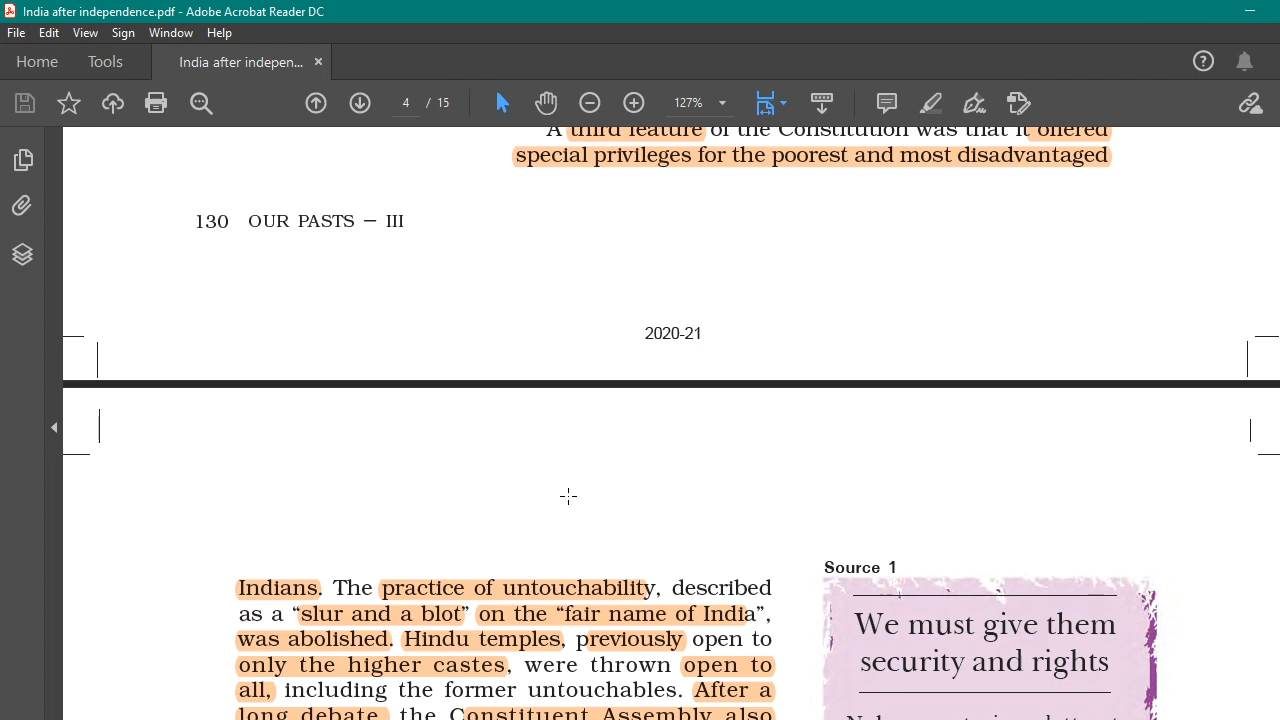 India after independence.pdf - Adobe Acrobat Reader DC
File Edit View Sign Window Help
Home Tools India after indepen... ×
4 / 15 127%
A third feature of the Constitution was that it offered
special privileges for the poorest and most disadvantaged
130 OUR PASTS – III
2020-21
Indians. The practice of untouchability, described
as a “slur and a blot” on the “fair name of India”,
was abolished. Hindu temples, previously open to
only the higher castes, were thrown open to
all, including the former untouchables. After a
long debate, the Constituent Assembly also
Source 1
We must give them
security and rights